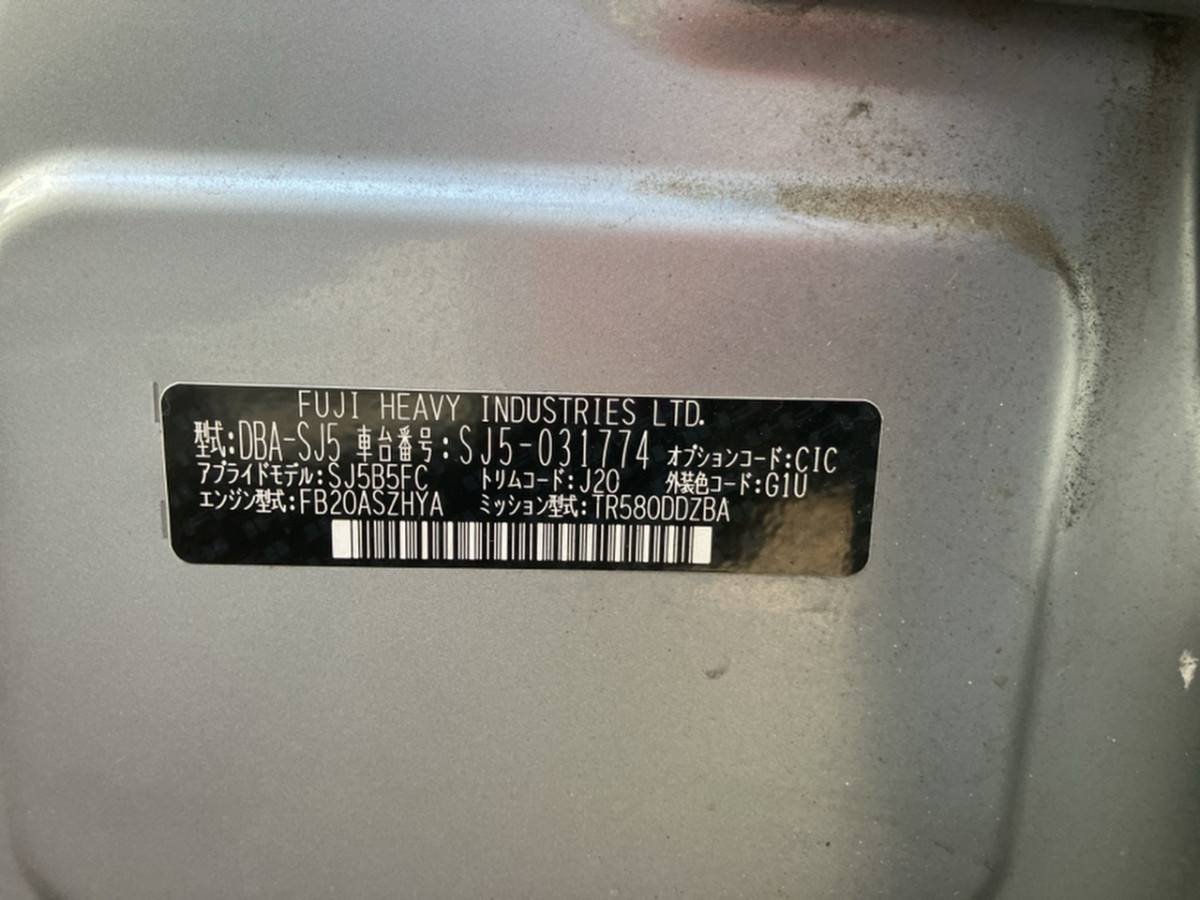 FUJI HEAVY INDUSTRIES LTD.
型式:DBA-SJ5 車台番号:SJ5-031774 オプションコード:CIC
アプライドモデル:SJ5B5FC トリムコード:J20 外装色コード:G1U
エンジン型式:FB20ASZHYA ミッション型式:TR580DDZBA